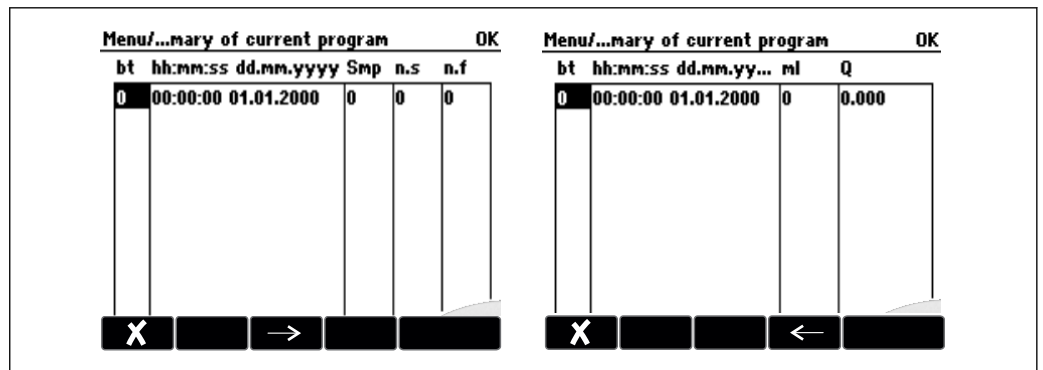 Menu/...mary of current program OK
bt hh:mm:ss dd.mm.yyyy Smp n.s n.f
0 00:00:00 01.01.2000 0 0 0
Menu/...mary of current program OK
bt hh:mm:ss dd.mm.yy... ml Q
0 00:00:00 01.01.2000 0 0.000